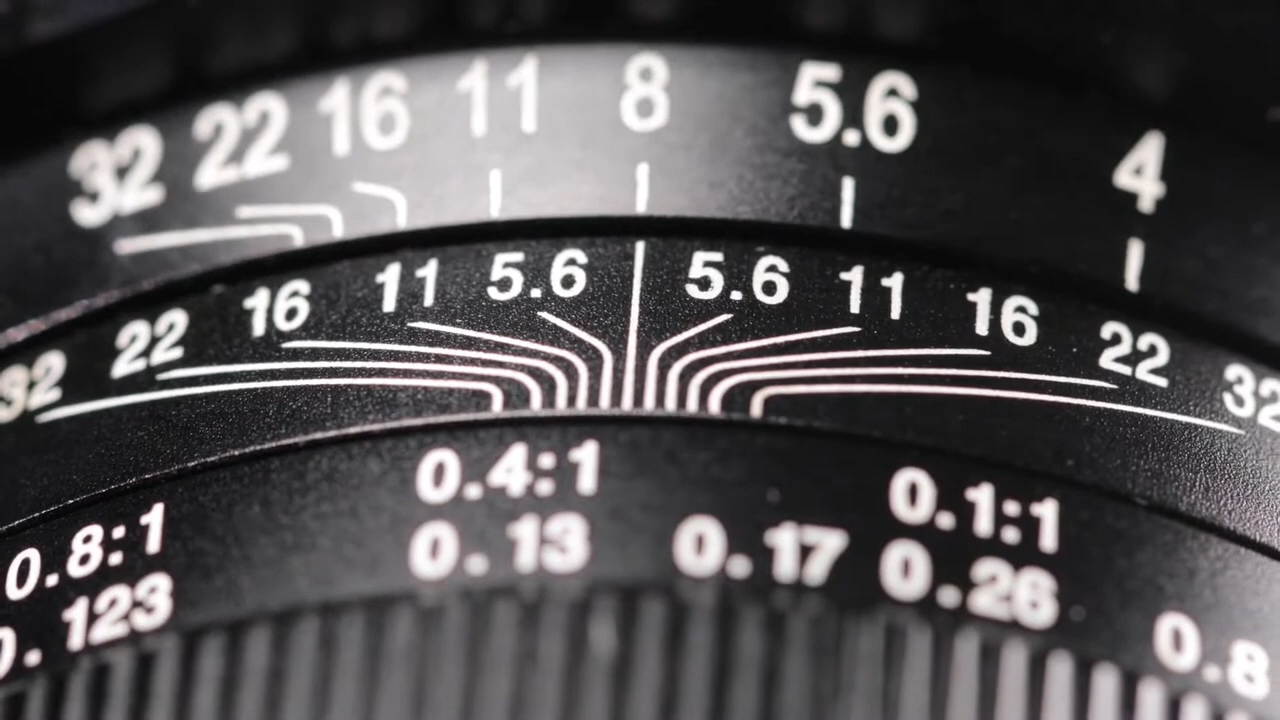 32 22 16 11 8 5.6 4
32 22 16 11 5.6 5.6 11 16 22 32
0.8:1 0.4:1 0.1:1
0.123 0.13 0.17 0.26 0.8